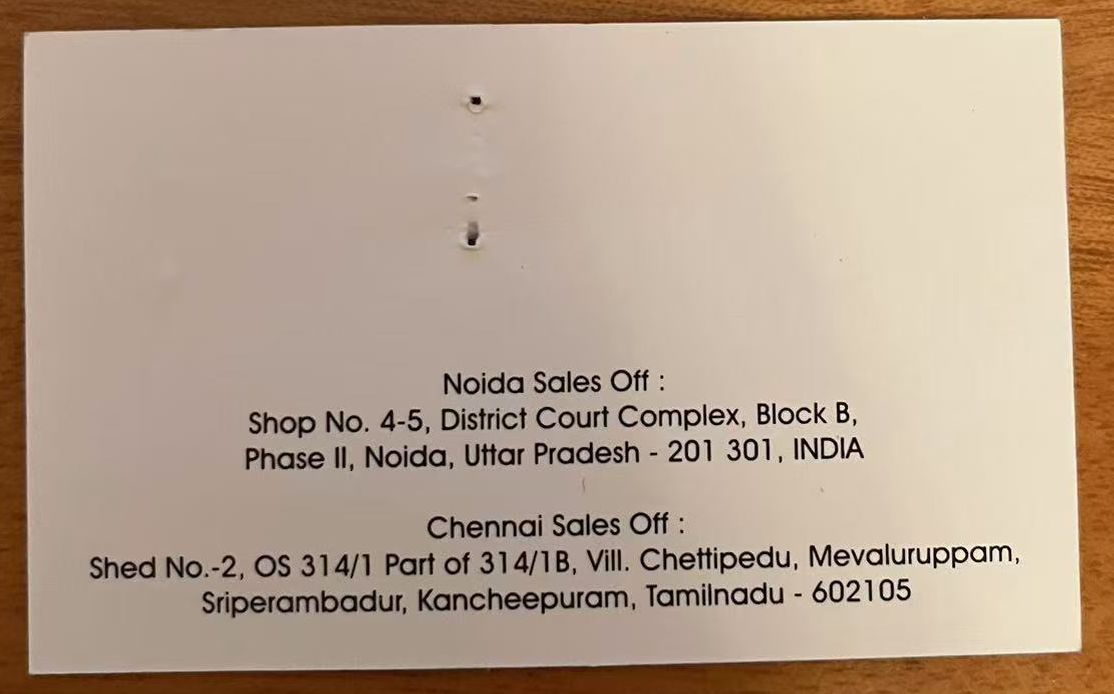 Noida Sales Off :
Shop No. 4-5, District Court Complex, Block B,
Phase II, Noida, Uttar Pradesh - 201 301, INDIA
Chennai Sales Off :
Shed No.-2, OS 314/1 Part of 314/1B, Vill. Chettipedu, Mevaluruppam,
Sriperambadur, Kancheepuram, Tamilnadu - 602105